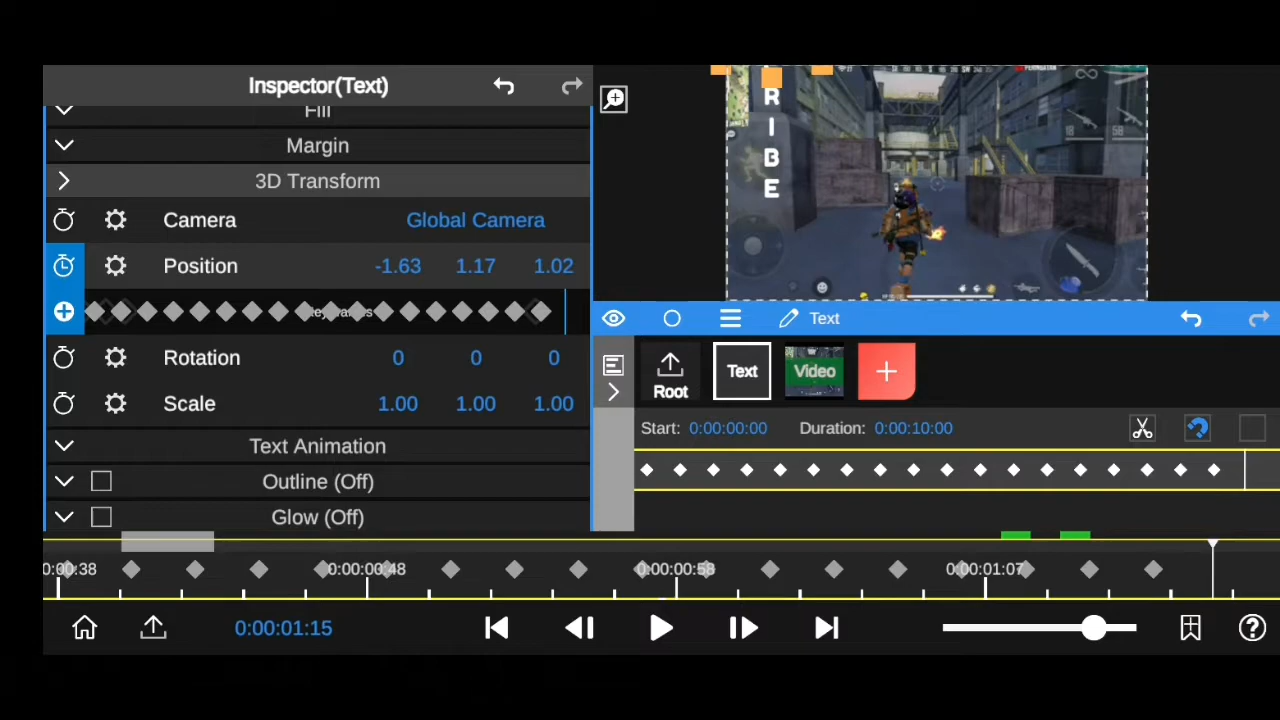 Inspector(Text)
Fill
Margin
3D Transform
Camera Global Camera
Position -1.63 1.17 1.02
Rotation 0 0 0
Scale 1.00 1.00 1.00
Text Animation
Outline (Off)
Glow (Off)
R
I
B
E
18 58
Text
Root Text Video
Start: 0:00:00:00 Duration: 0:00:10:00
0:00:38 0:00:00:48 0:00:00:58 0:00:01:07
0:00:01:15